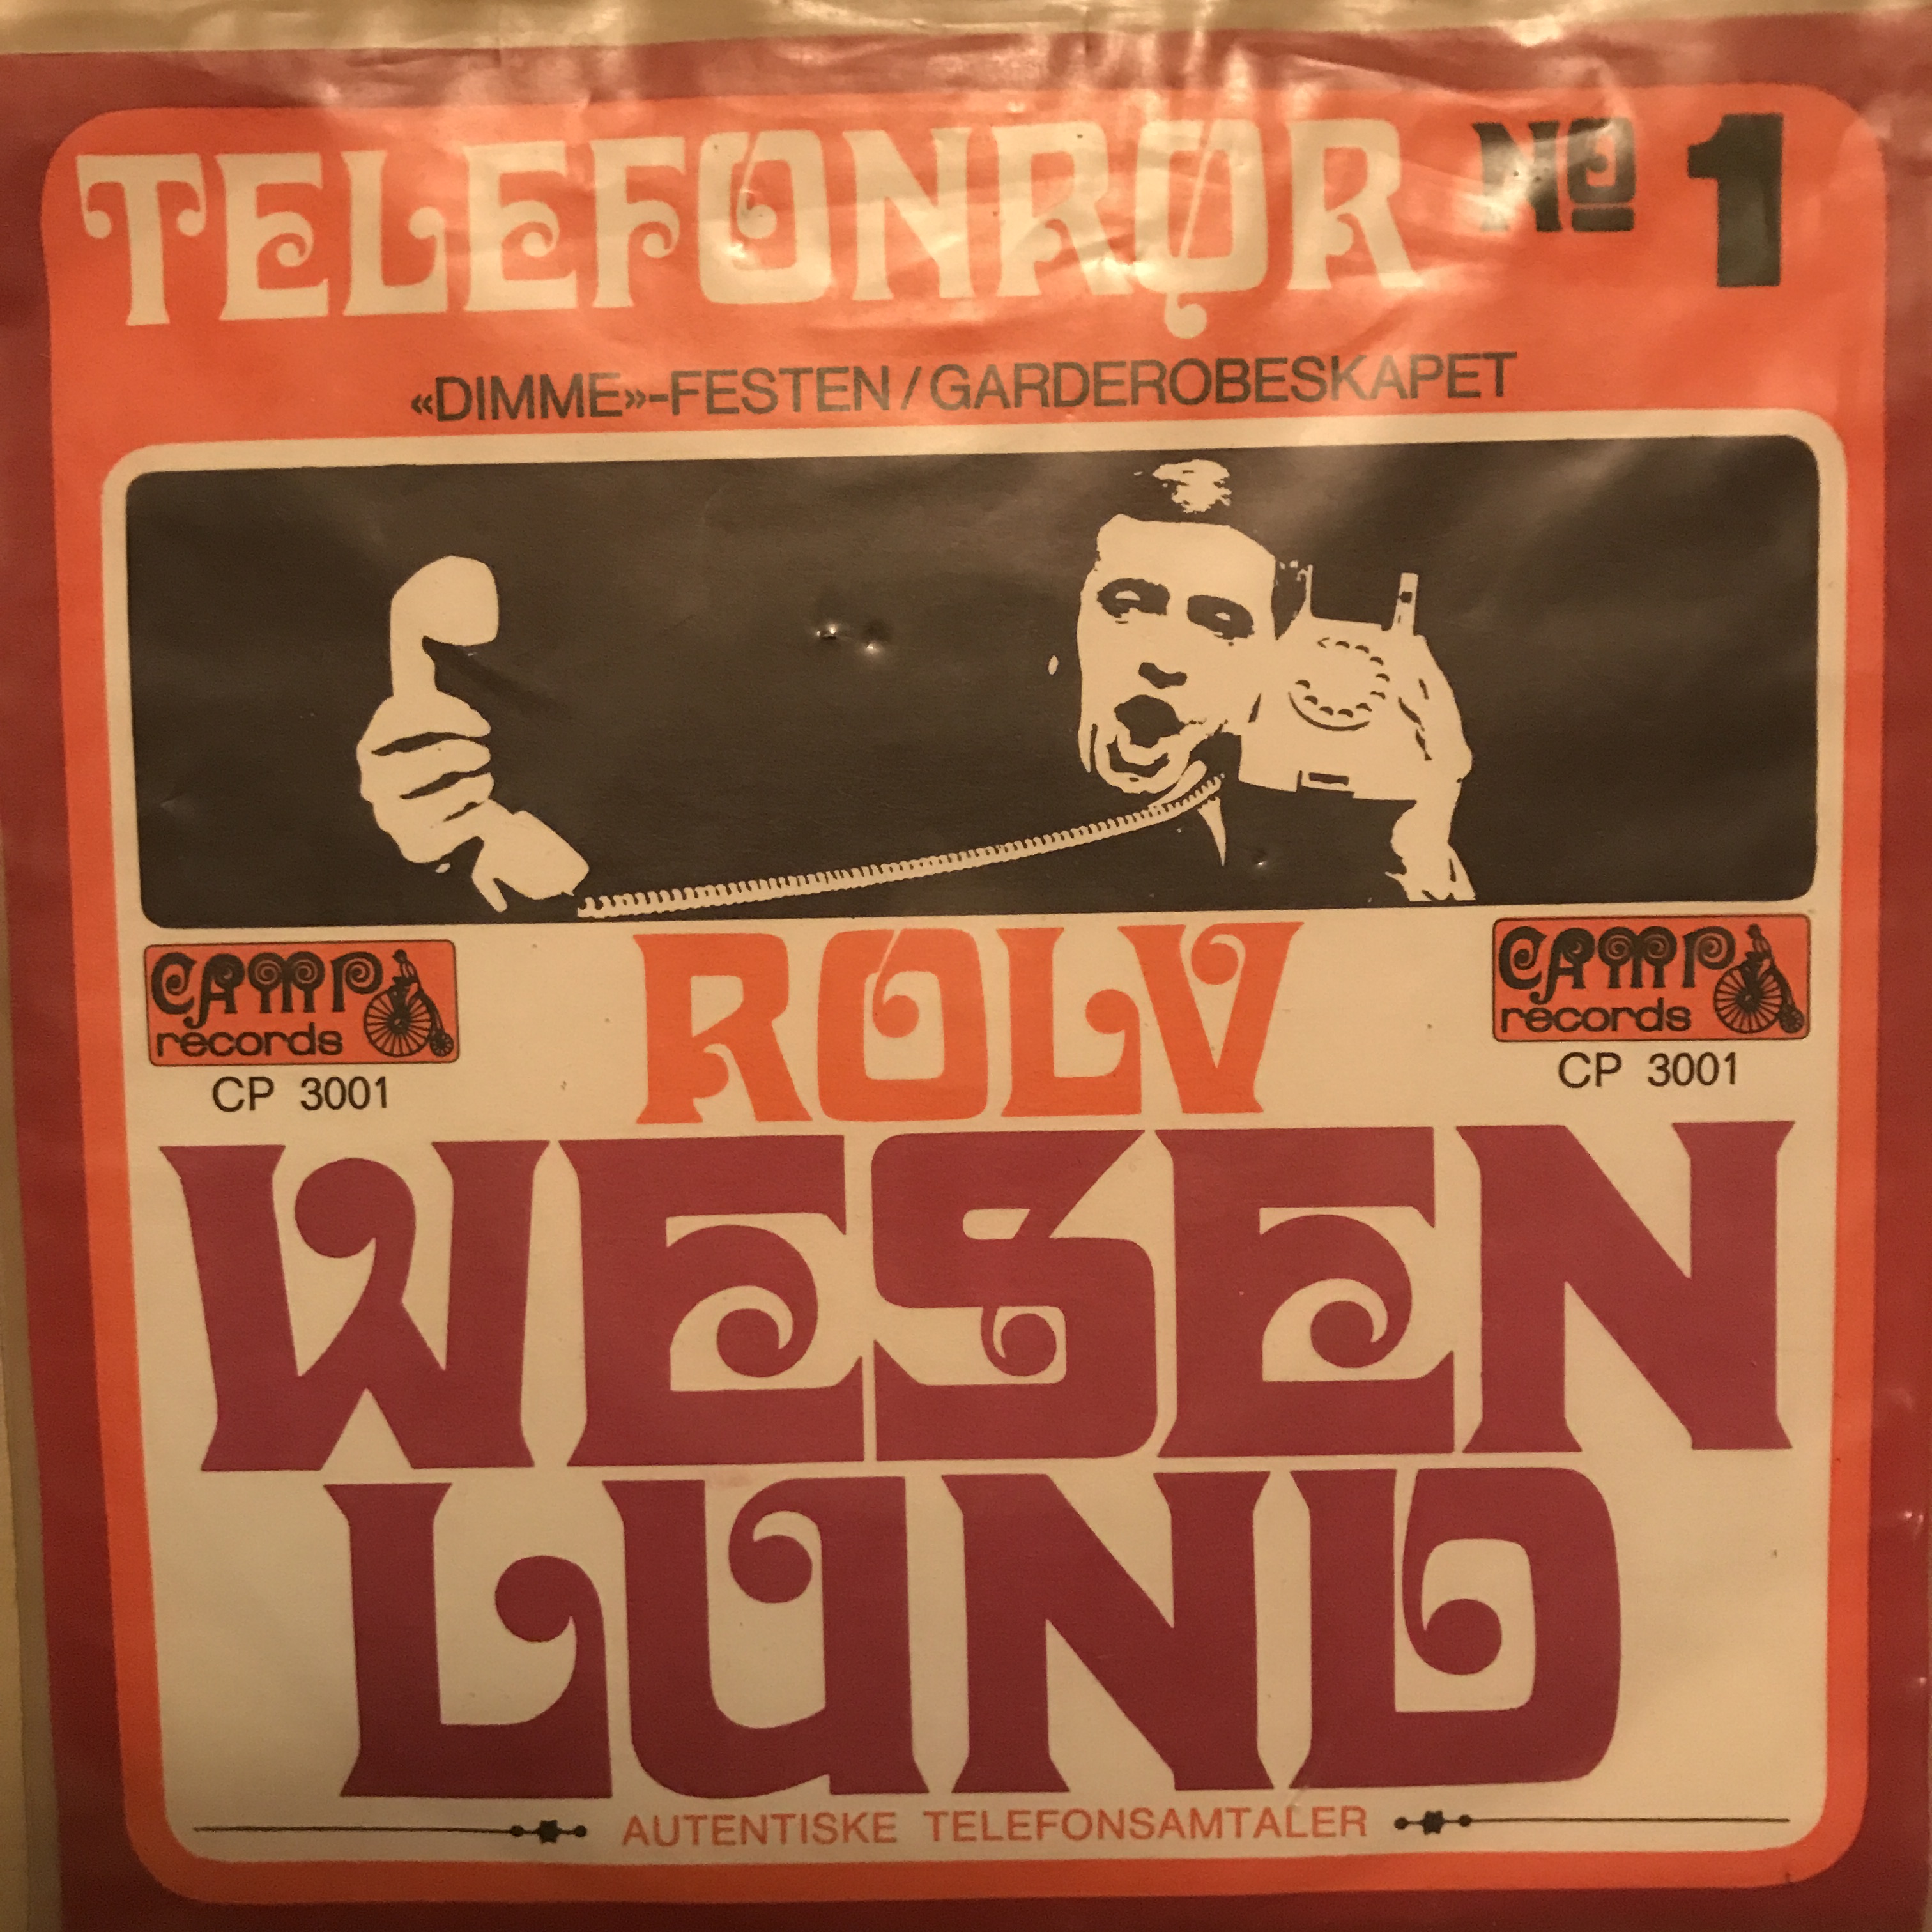 TELEFONRØR Nº 1
«DIMME»-FESTEN/GARDEROBESKAPET
CAMP records
CP 3001
ROLV
CAMP records
CP 3001
WESEN
LUND
AUTENTISKE TELEFONSAMTALER